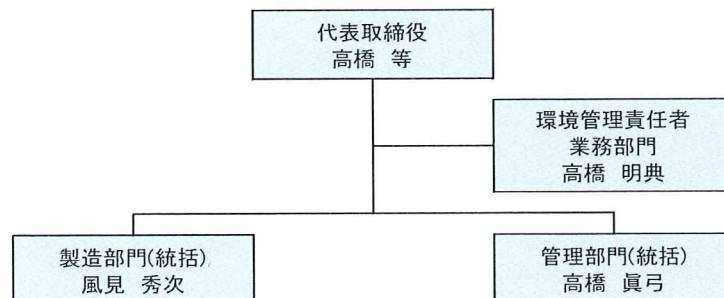 代表取締役
高橋 等
環境管理責任者
業務部門
高橋 明典
製造部門(統括)
風見 秀次
管理部門(統括)
高橋 眞弓